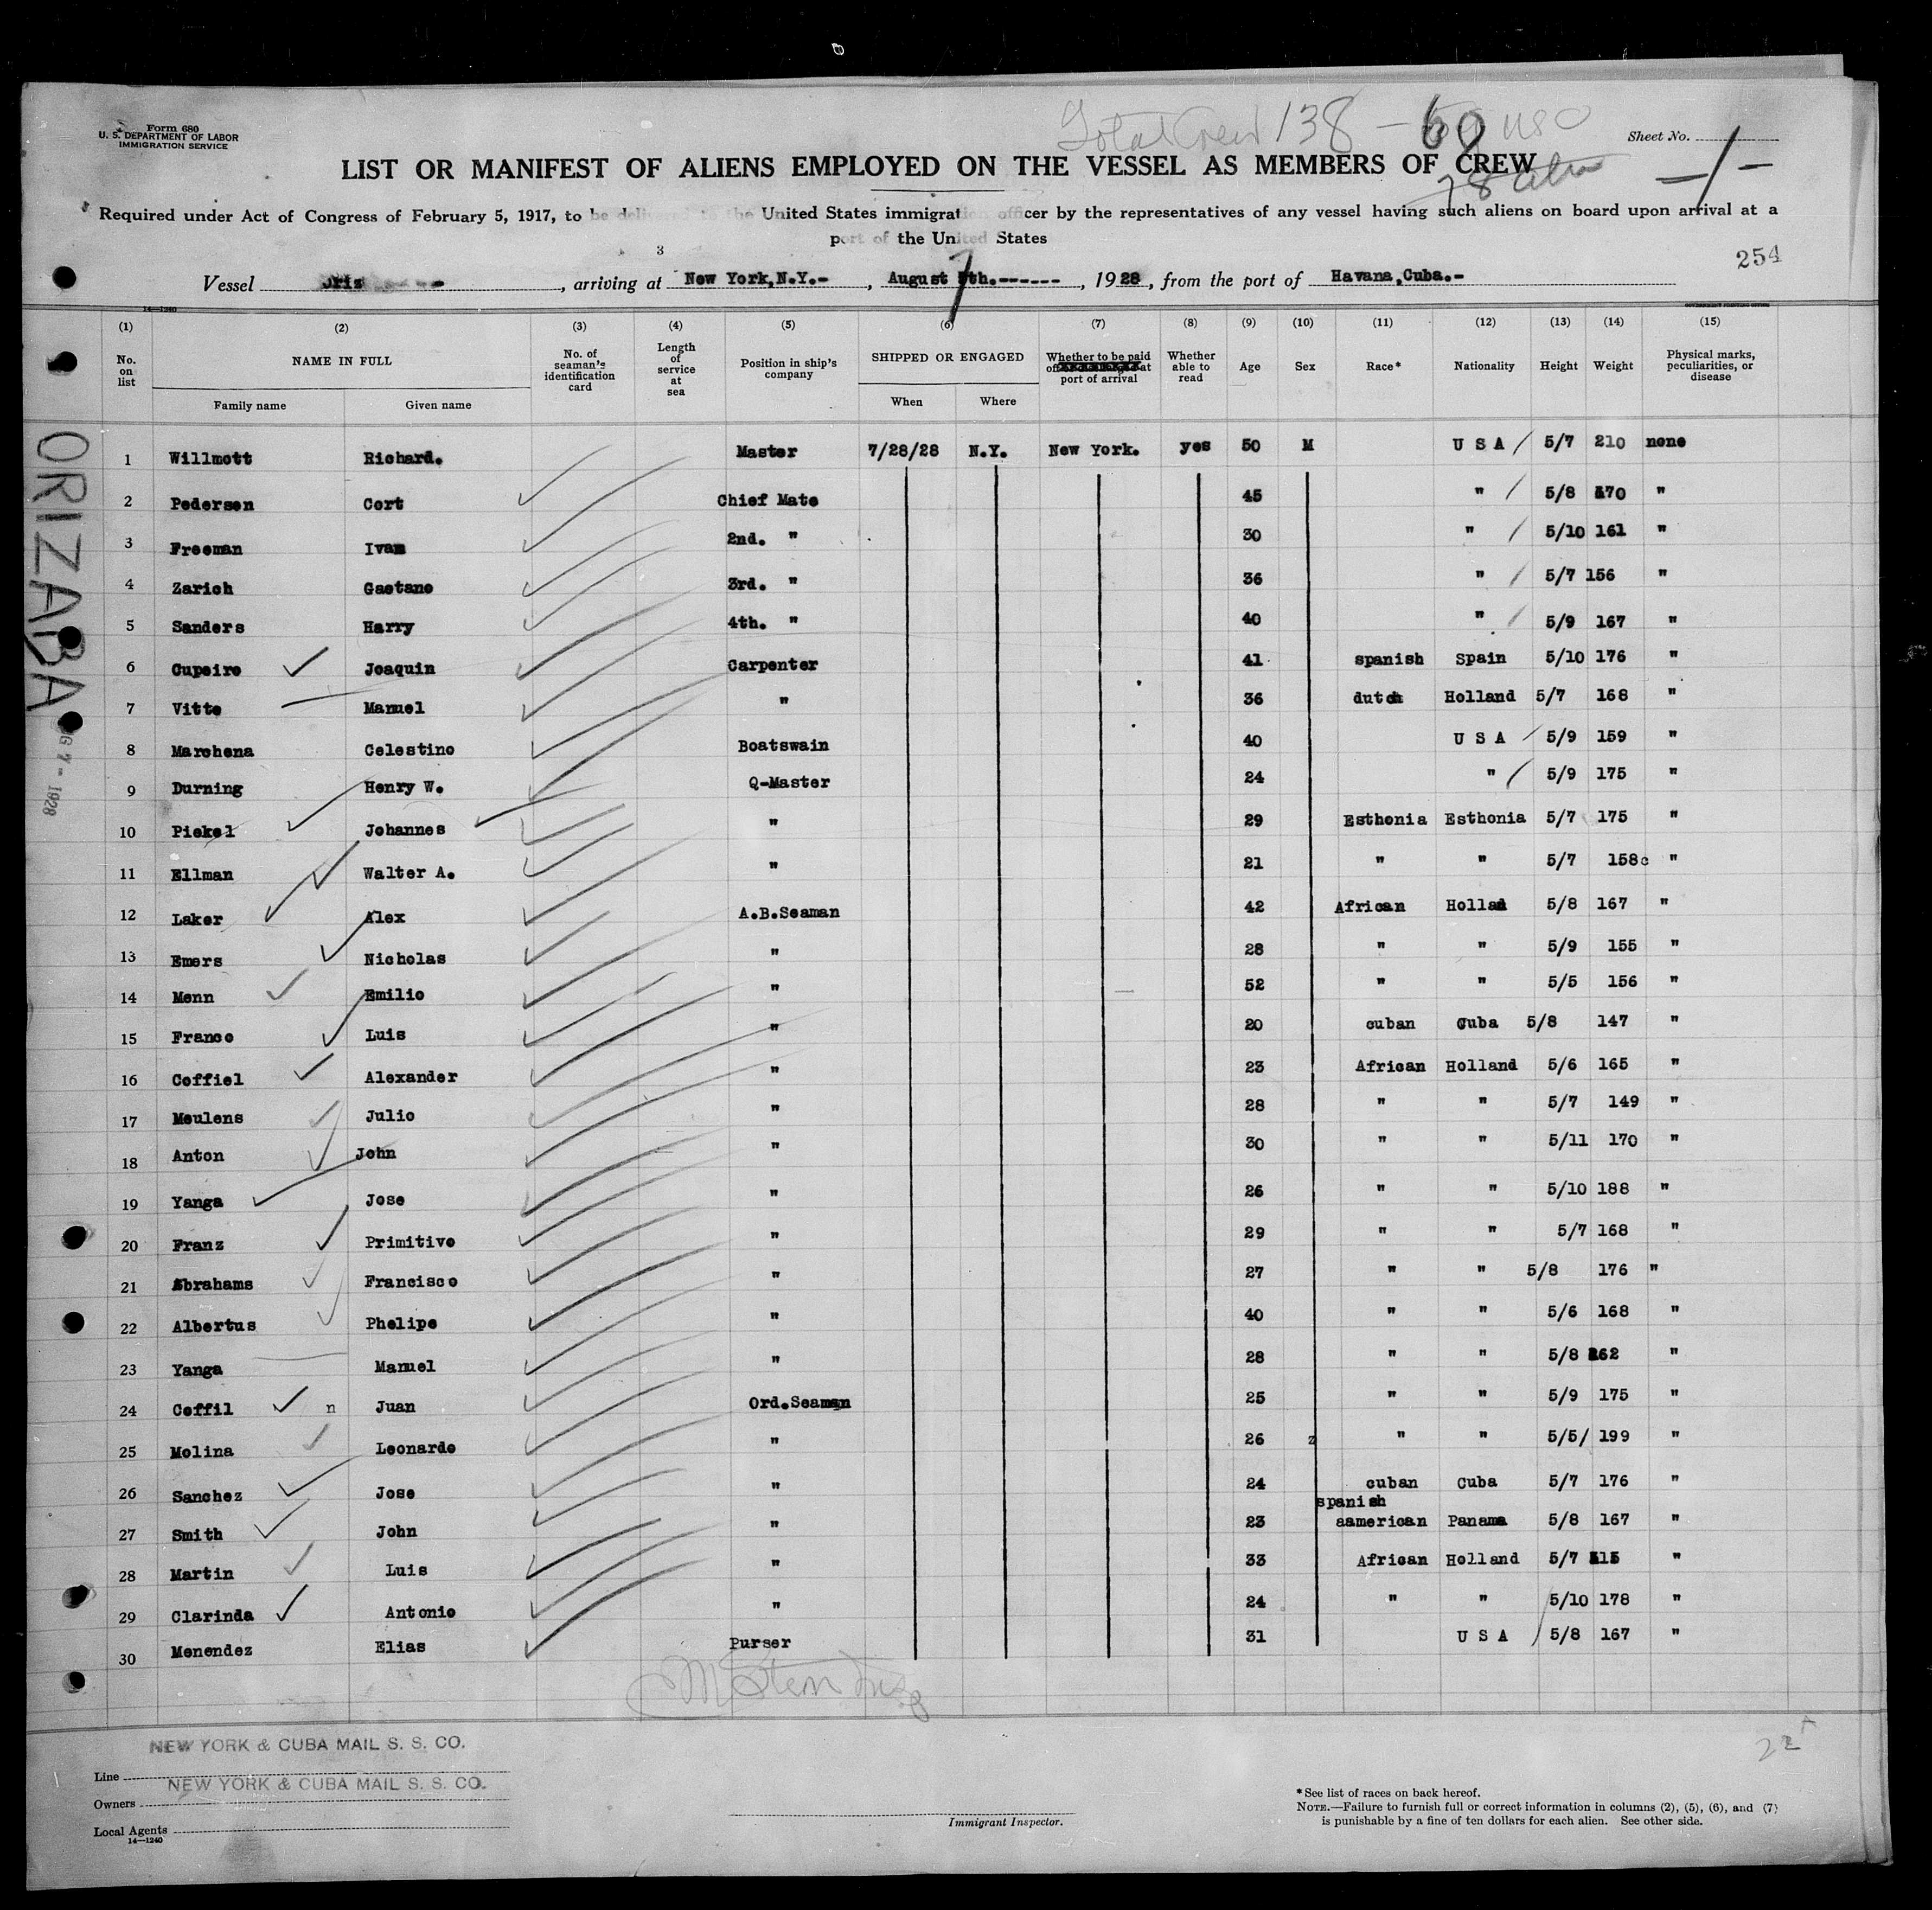 Total Crew 138 - 60 USC
78 alien
Form 680
U. S. DEPARTMENT OF LABOR
IMMIGRATION SERVICE
Sheet No. -1-
LIST OR MANIFEST OF ALIENS EMPLOYED ON THE VESSEL AS MEMBERS OF CREW
Required under Act of Congress of February 5, 1917, to be delivered to the United States immigration officer by the representatives of any vessel having such aliens on board upon arrival at a
port of the United States
3
254
Vessel Oriz, arriving at New York,N.Y.-, August 7th.------, 1928, from the port of Havana,Cuba.-
14-1240
(1) (2) (3) (4) (5) (6) (7) (8) (9) (10) (11) (12) (13) (14) (15)
No. on list NAME IN FULL No. of seaman's identification card Length of service at sea Position in ship's company SHIPPED OR ENGAGED Whether to be paid off at port of arrival Whether able to read Age Sex Race* Nationality Height Weight Physical marks, peculiarities, or disease
Family name Given name When Where
1 Willmott Richard. Master 7/28/28 N.Y. New York. yes 50 M U S A 5/7 210 none
2 Pedersen Cort Chief Mate 45 " 5/8 170 "
3 Freeman Ivan 2nd. " 30 " 5/10 161 "
4 Zarich Gaetano 3rd. " 36 " 5/7 156 "
5 Sanders Harry 4th. " 40 " 5/9 167 "
6 Cupeiro Joaquin Carpenter 41 spanish Spain 5/10 176 "
7 Vitto Manuel " 36 dutch Holland 5/7 168 "
8 Marchena Celestino Boatswain 40 U S A 5/9 159 "
9 Durning Henry W. Q-Master 24 " 5/9 175 "
10 Piekel Johannes " 29 Esthonia Esthonia 5/7 175 "
11 Ellman Walter A. " 21 " " 5/7 158c "
12 Laker Alex A.B.Seaman 42 African Hollad 5/8 167 "
13 Emers Nicholas " 28 " " 5/9 155 "
14 Menn Emilio " 52 " " 5/5 156 "
15 Franco Luis " 20 cuban Cuba 5/8 147 "
16 Coffiel Alexander " 23 African Holland 5/6 165 "
17 Meulens Julio " 28 " " 5/7 149 "
18 Anton John " 30 " " 5/11 170 "
19 Yanga Jose " 26 " " 5/10 188 "
20 Franz Primitivo " 29 " " 5/7 168 "
21 Abrahams Francisco " 27 " " 5/8 176 "
22 Albertus Phelipe " 40 " " 5/6 168 "
23 Yanga Manuel " 28 " " 5/8 162 "
24 Coffil n Juan Ord.Seaman 25 " " 5/9 175 "
25 Molina Leonardo " 26 z " " 5/5/ 199 "
26 Sanchez Jose " 24 cuban Cuba 5/7 176 "
spanish
27 Smith John " 23 aamerican Panama 5/8 167 "
28 Martin Luis " 33 African Holland 5/7 115 "
29 Clarinda Antonio " 24 " " 5/10 178 "
30 Menendez Elias Purser 31 U S A 5/8 167 "
ORIZABA
G 7 - 1928
22
NEW YORK & CUBA MAIL S. S. CO.
Line
NEW YORK & CUBA MAIL S. S. CO.
Owners
Local Agents
14-1240
Immigrant Inspector.
*See list of races on back hereof.
NOTE.—Failure to furnish full or correct information in columns (2), (5), (6), and (7)
is punishable by a fine of ten dollars for each alien. See other side.